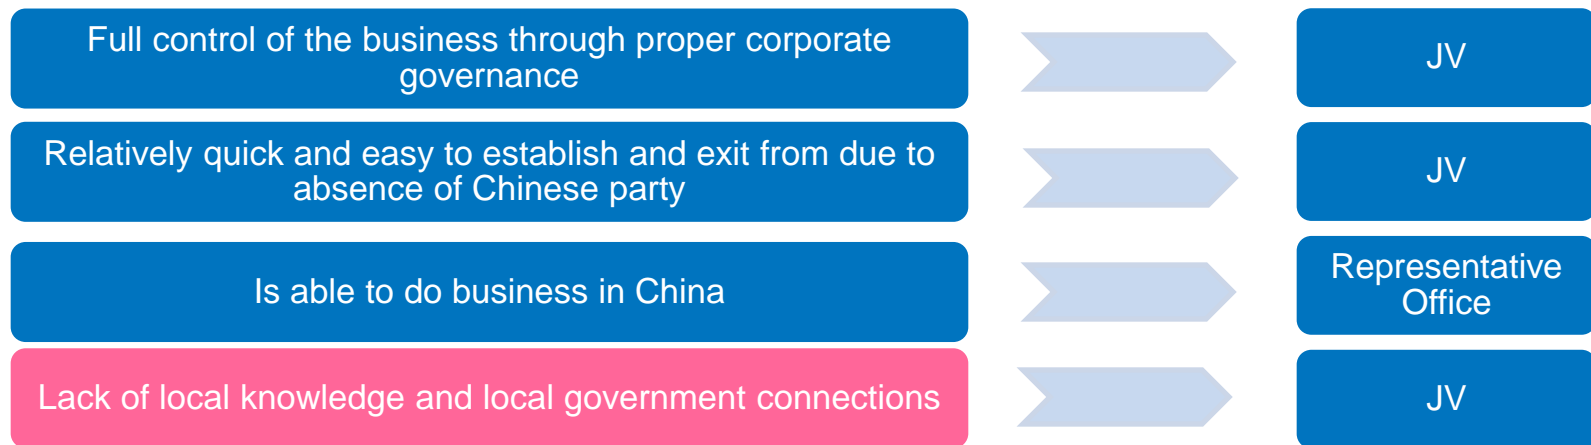 Full control of the business through proper corporate
governance
JV
Relatively quick and easy to establish and exit from due to
absence of Chinese party
JV
Is able to do business in China
Representative
Office
Lack of local knowledge and local government connections
JV